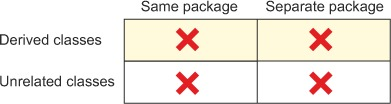 Same package Separate package
Derived classes
Unrelated classes